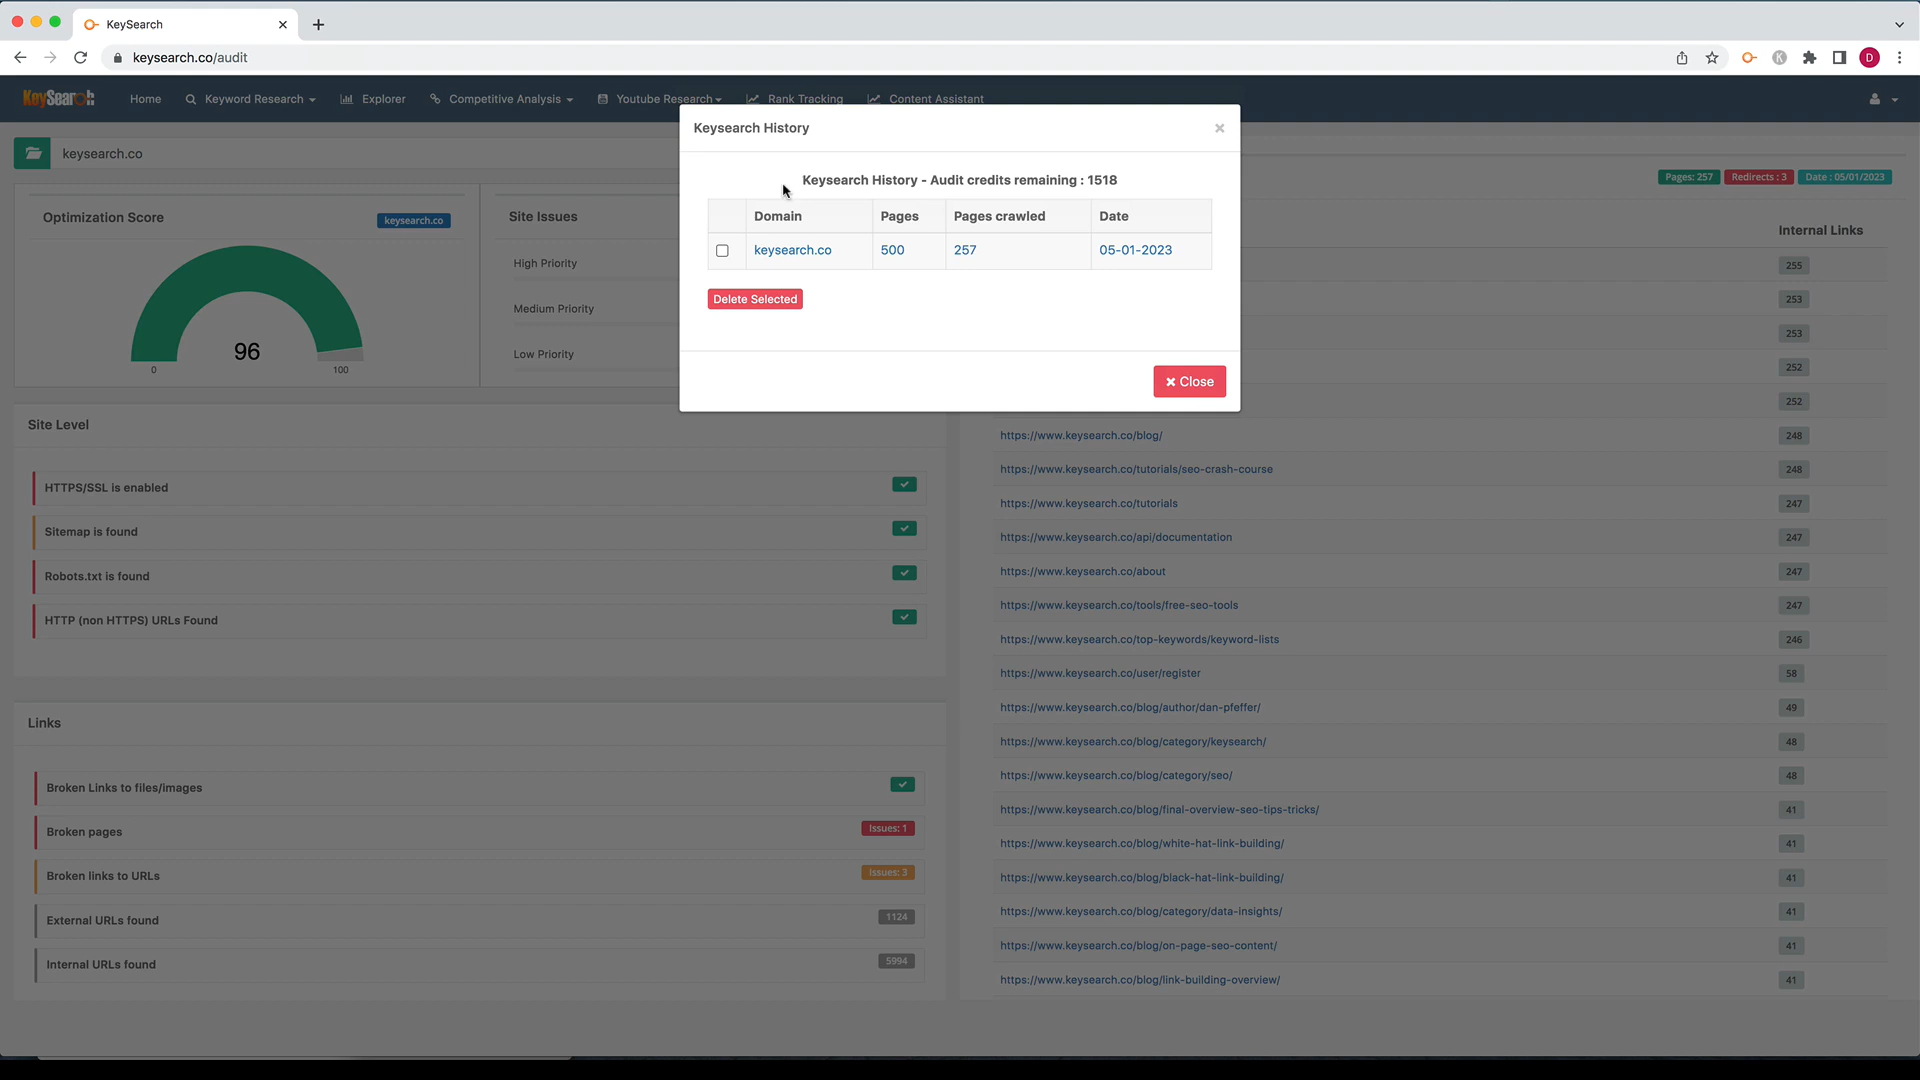 KeySearch
keysearch.co/audit
D
KeySearch
Home
Keyword Research
Explorer
Competitive Analysis
Youtube Research
Rank Tracking
Content Assistant
Keysearch History
×
Keysearch History - Audit credits remaining : 1518
Domain Pages Pages crawled Date
keysearch.co 500 257 05-01-2023
Delete Selected
Close
keysearch.co
Pages: 257 Redirects : 3 Date : 05/01/2023
Optimization Score
keysearch.co
96
0 100
Site Issues
High Priority
Medium Priority
Low Priority
Site Level
HTTPS/SSL is enabled
Sitemap is found
Robots.txt is found
HTTP (non HTTPS) URLs Found
Links
Broken Links to files/images
Broken pages Issues: 1
Broken links to URLs Issues: 3
External URLs found 1124
Internal URLs found 5994
Internal Links
255
253
253
252
252
https://www.keysearch.co/blog/ 248
https://www.keysearch.co/tutorials/seo-crash-course 248
https://www.keysearch.co/tutorials 247
https://www.keysearch.co/api/documentation 247
https://www.keysearch.co/about 247
https://www.keysearch.co/tools/free-seo-tools 247
https://www.keysearch.co/top-keywords/keyword-lists 246
https://www.keysearch.co/user/register 58
https://www.keysearch.co/blog/author/dan-pfeffer/ 49
https://www.keysearch.co/blog/category/keysearch/ 48
https://www.keysearch.co/blog/category/seo/ 48
https://www.keysearch.co/blog/final-overview-seo-tips-tricks/ 41
https://www.keysearch.co/blog/white-hat-link-building/ 41
https://www.keysearch.co/blog/black-hat-link-building/ 41
https://www.keysearch.co/blog/category/data-insights/ 41
https://www.keysearch.co/blog/on-page-seo-content/ 41
https://www.keysearch.co/blog/link-building-overview/ 41